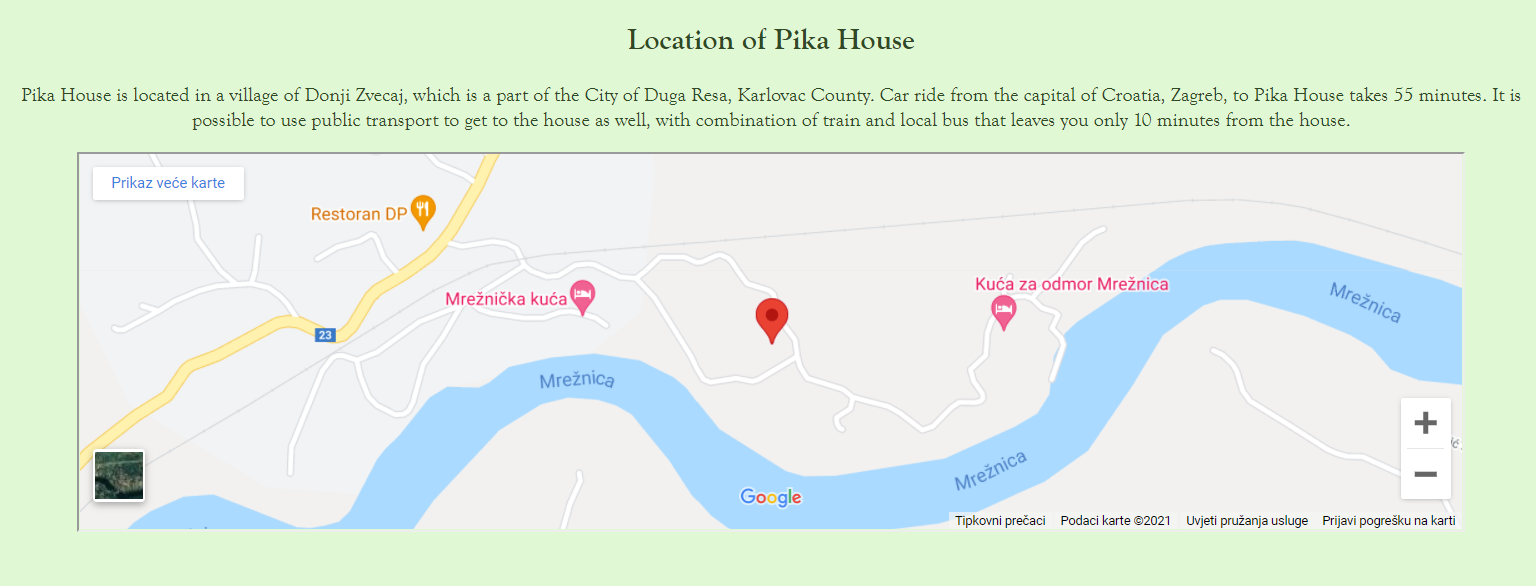 Location of Pika House
Pika House is located in a village of Donji Zvecaj, which is a part of the City of Duga Resa, Karlovac County. Car ride from the capital of Croatia, Zagreb, to Pika House takes 55 minutes. It is
possible to use public transport to get to the house as well, with combination of train and local bus that leaves you only 10 minutes from the house.
Prikaz veće karte
Restoran DP
Kuća za odmor Mrežnica
Mrežnička kuća
Mrežnica
23
Mrežnica
Mrežnica
Google
Tipkovni prečaci Podaci karte ©2021 Uvjeti pružanja usluge Prijavi pogrešku na karti